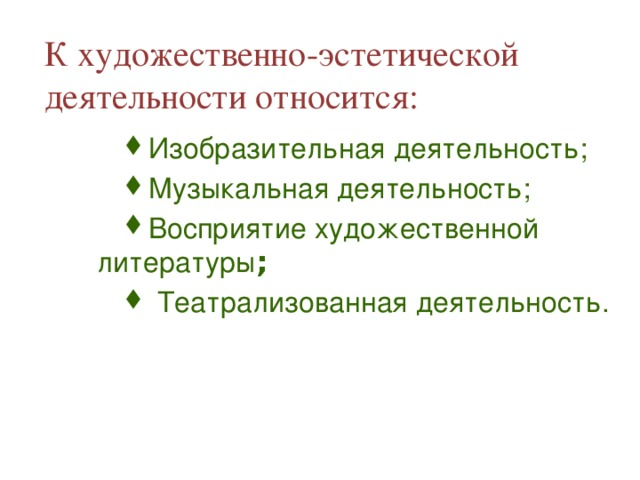 К художественно-эстетической
деятельности относится:
♦ Изобразительная деятельность;
♦ Музыкальная деятельность;
♦ Восприятие художественной
литературы;
♦ Театрализованная деятельность.